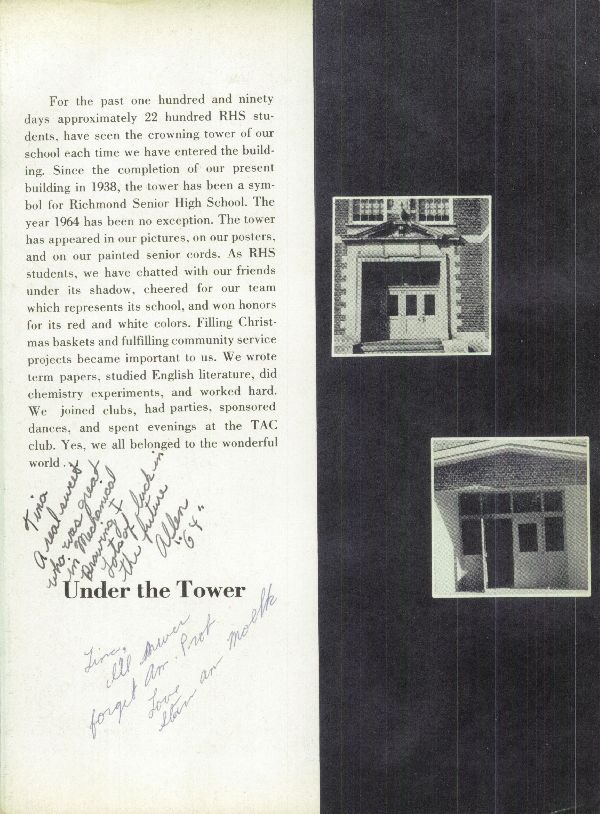 For the past one hundred and ninety
days approximately 22 hundred RHS stu-
dents, have seen the crowning tower of our
school each time we have entered the build-
ing. Since the completion of our present
building in 1938, the tower has been a sym-
bol for Richmond Senior High School. The
year 1964 has been no exception. The tower
has appeared in our pictures, on our posters,
and on our painted senior cords. As RHS
students, we have chatted with our friends
under its shadow, cheered for our team
which represents its school, and won honors
for its red and white colors. Filling Christ-
mas baskets and fulfilling community service
projects became important to us. We wrote
term papers, studied English literature, did
chemistry experiments, and worked hard.
We joined clubs, had parties, sponsored
dances, and spent evenings at the TAC
club. Yes, we all belonged to the wonderful
world . .
Tina
A real sweet
who was great
in Mechanical
Drawing I
Lots of luck in
the future
Allen
"64"
Under the Tower
Tina,
I'll never
forget Am. Prob
Love